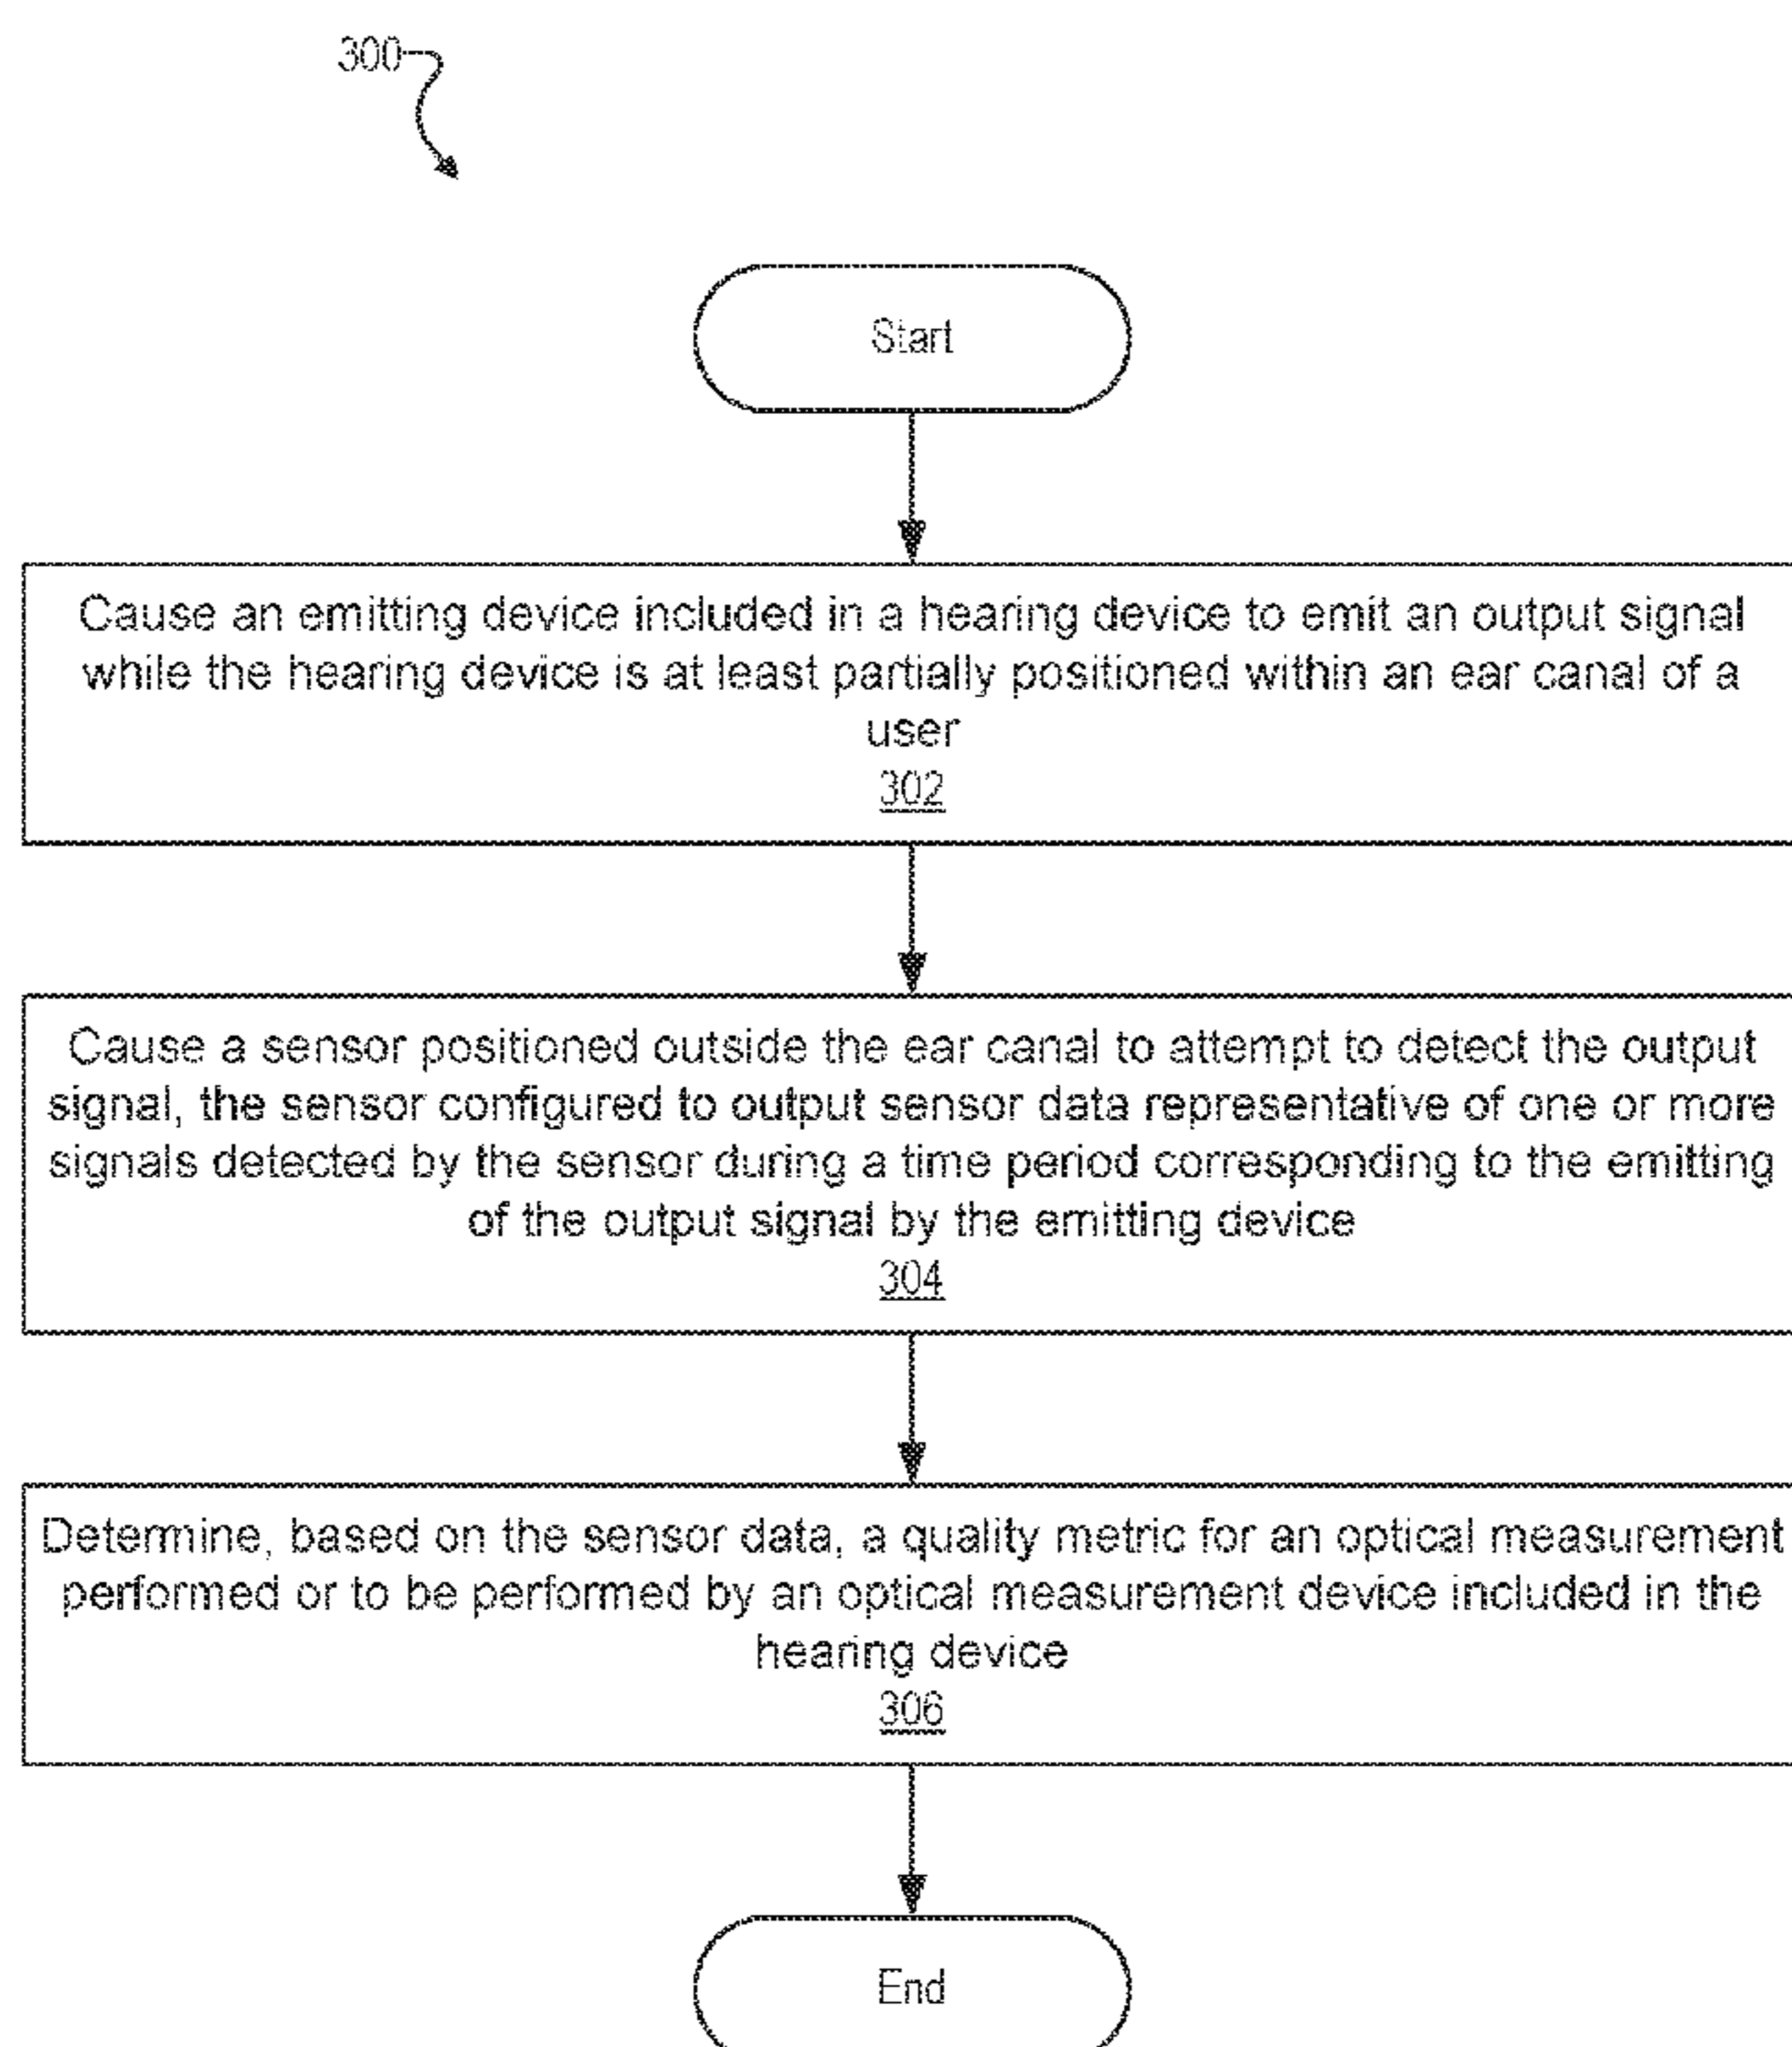 300
Start
Cause an emitting device included in a hearing device to emit an output signal
while the hearing device is at least partially positioned within an ear canal of a
user
302
Cause a sensor positioned outside the ear canal to attempt to detect the output
signal, the sensor configured to output sensor data representative of one or more
signals detected by the sensor during a time period corresponding to the emitting
of the output signal by the emitting device
304
Determine, based on the sensor data, a quality metric for an optical measurement
performed or to be performed by an optical measurement device included in the
hearing device
306
End